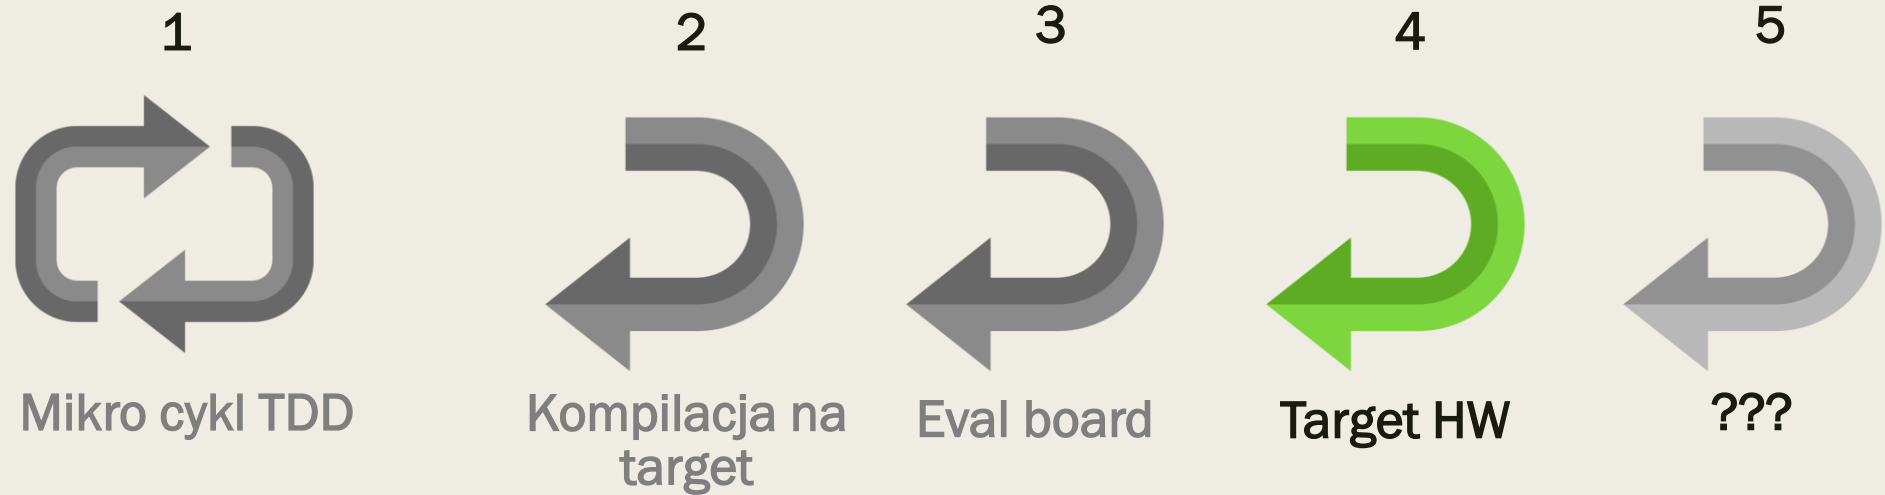 1
2
3
4
5
Mikro cykl TDD
Kompilacja na
target
Eval board
Target HW
???